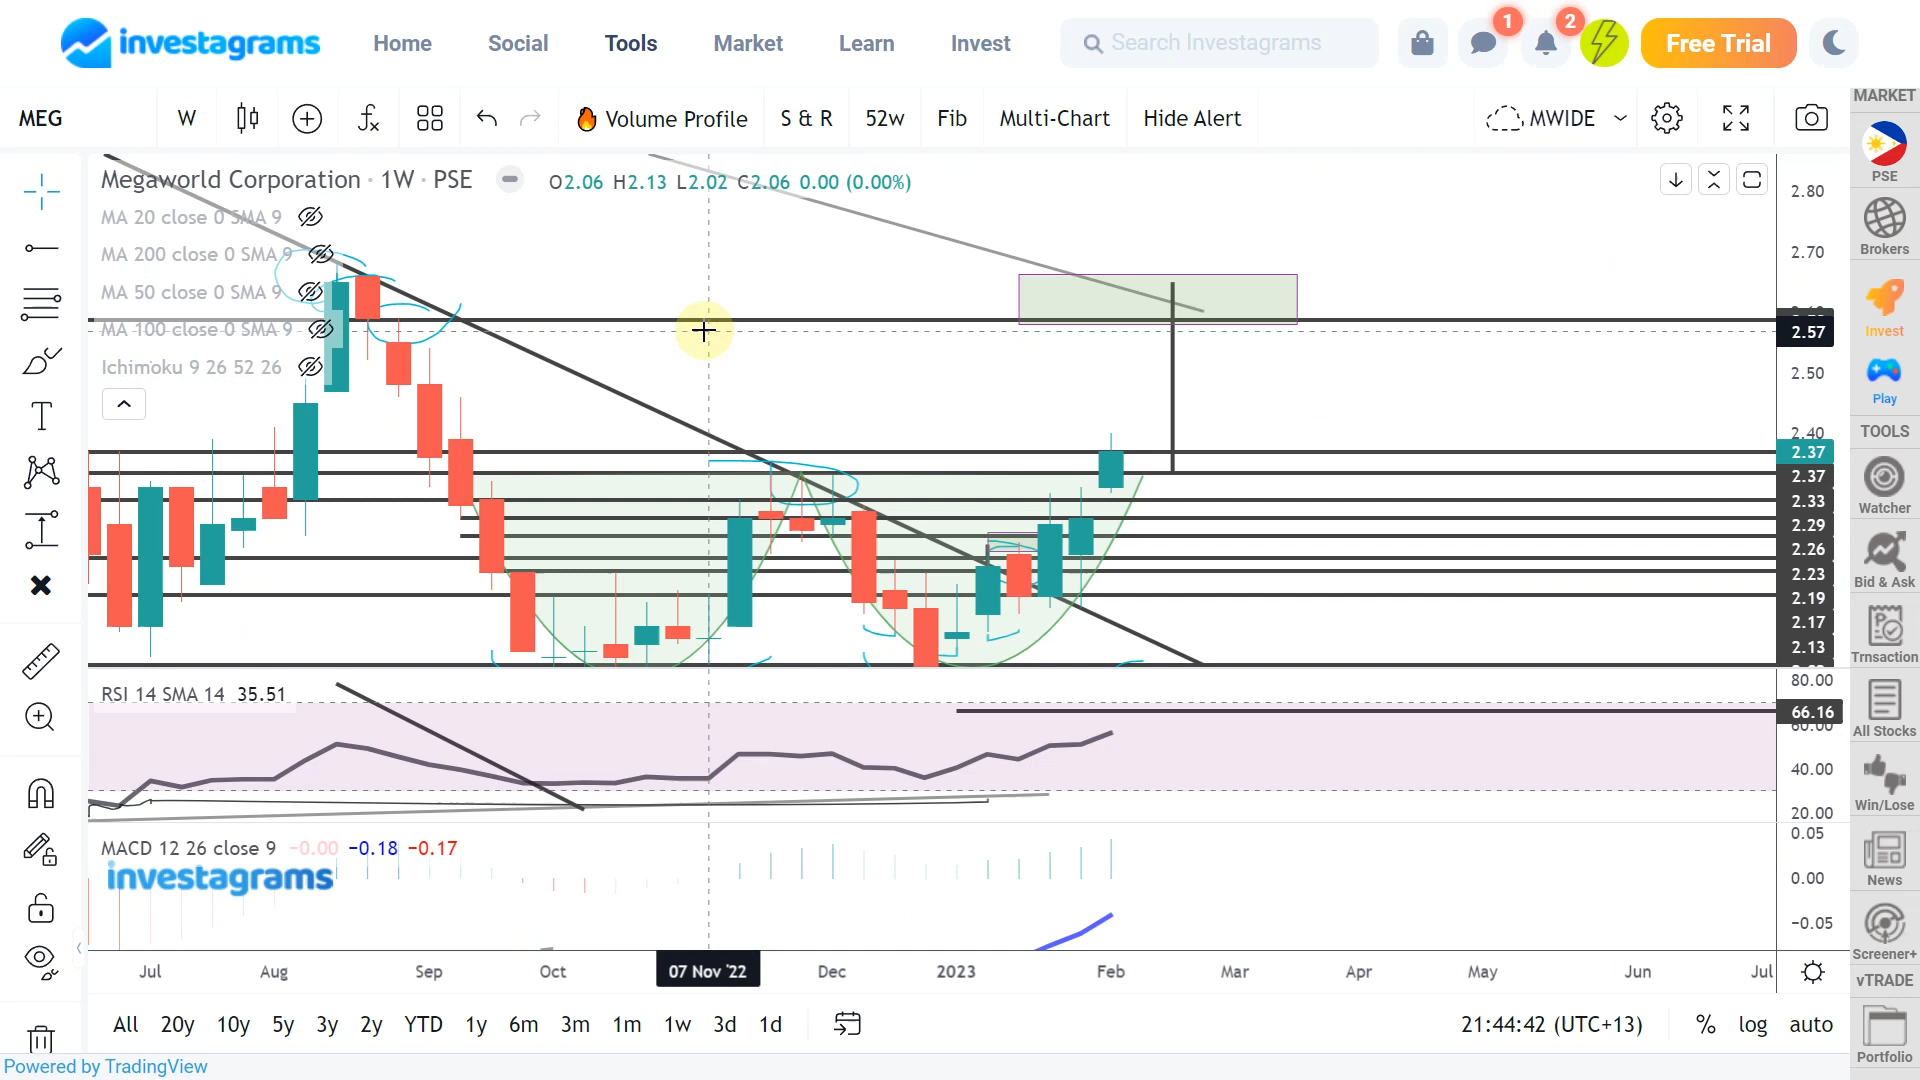 investagrams
Home
Social
Tools
Market
Learn
Invest
Search Investagrams
1
2
Free Trial
MEG
W
Volume Profile
S & R
52w
Fib
Multi-Chart
Hide Alert
MWIDE
MARKET
PSE
Brokers
Invest
Play
TOOLS
Watcher
Bid & Ask
Trnsaction
All Stocks
Win/Lose
News
Screener+
vTRADE
Portfolio
Megaworld Corporation · 1W · PSE
O2.06 H2.13 L2.02 C2.06 0.00 (0.00%)
MA 20 close 0 SMA 9
MA 200 close 0 SMA 9
MA 50 close 0 SMA 9
MA 100 close 0 SMA 9
Ichimoku 9 26 52 26
2.80
2.70
2.57
2.50
2.40
2.37
2.37
2.33
2.29
2.26
2.23
2.19
2.17
2.13
RSI 14 SMA 14 35.51
80.00
66.16
60.00
40.00
20.00
MACD 12 26 close 9 −0.00 −0.18 −0.17
investagrams
0.05
0.00
−0.05
Jul
Aug
Sep
Oct
07 Nov '22
Dec
2023
Feb
Mar
Apr
May
Jun
Jul
All
20y
10y
5y
3y
2y
YTD
1y
6m
3m
1m
1w
3d
1d
21:44:42 (UTC+13)
%
log
auto
Powered by TradingView